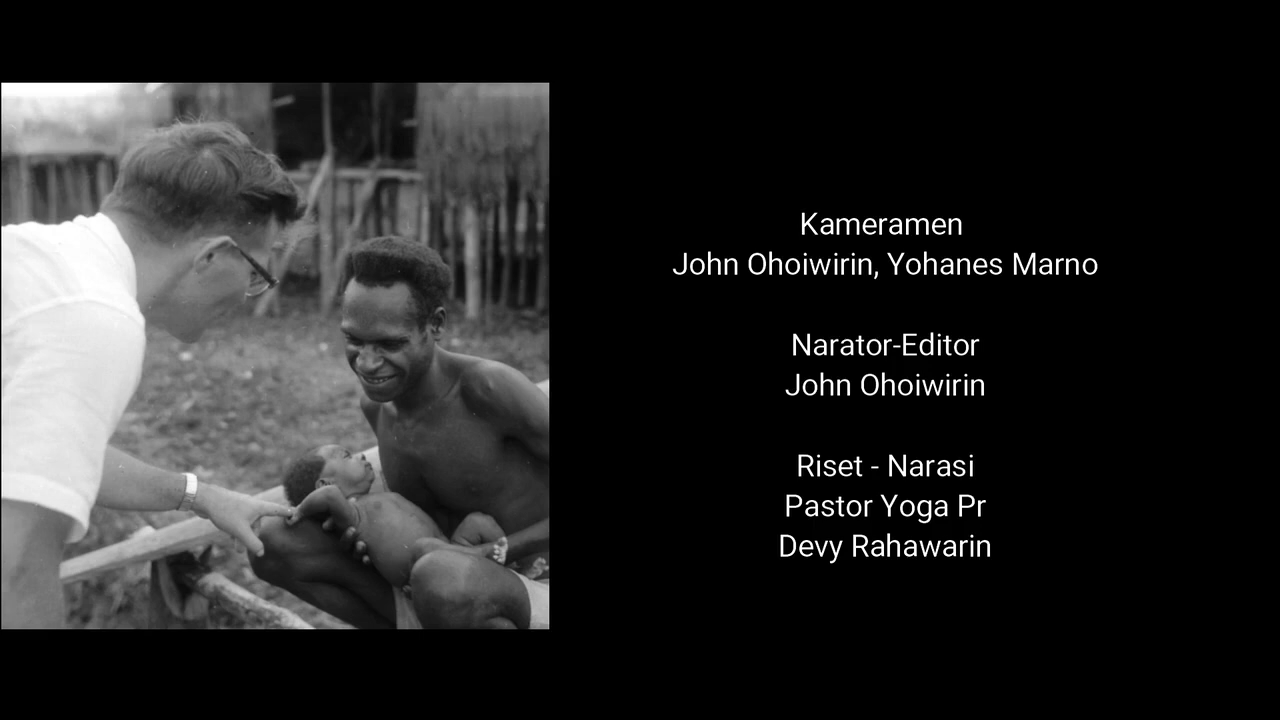 Kameramen
John Ohoiwirin, Yohanes Marno
Narator-Editor
John Ohoiwirin
Riset - Narasi
Pastor Yoga Pr
Devy Rahawarin